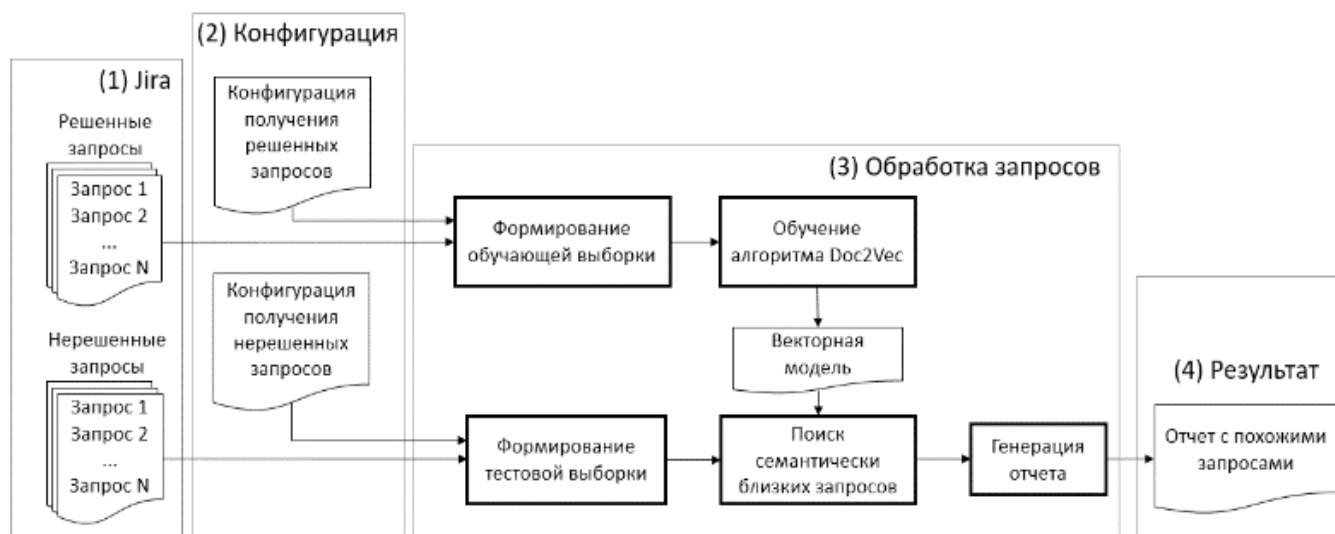 (1) Jira
Решенные
запросы
Запрос 1
Запрос 2
...
Запрос N
Нерешенные
запросы
Запрос 1
Запрос 2
...
Запрос N
(2) Конфигурация
Конфигурация
получения
решенных
запросов
Конфигурация
получения
нерешенных
запросов
(3) Обработка запросов
Формирование
обучающей выборки
Обучение
алгоритма Doc2Vec
Векторная
модель
Формирование
тестовой выборки
Поиск
семантически
близких запросов
Генерация
отчета
(4) Результат
Отчет с похожими
запросами